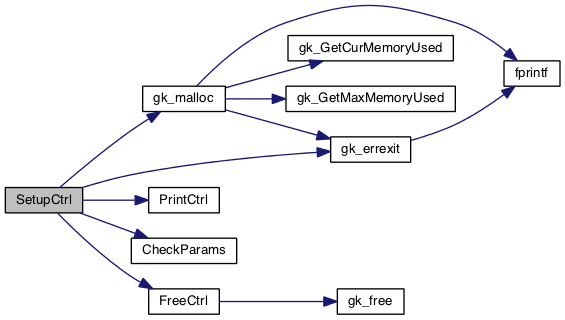 gk_GetCurMemoryUsed
fprintf
gk_malloc
gk_GetMaxMemoryUsed
gk_errexit
SetupCtrl
PrintCtrl
CheckParams
FreeCtrl
gk_free